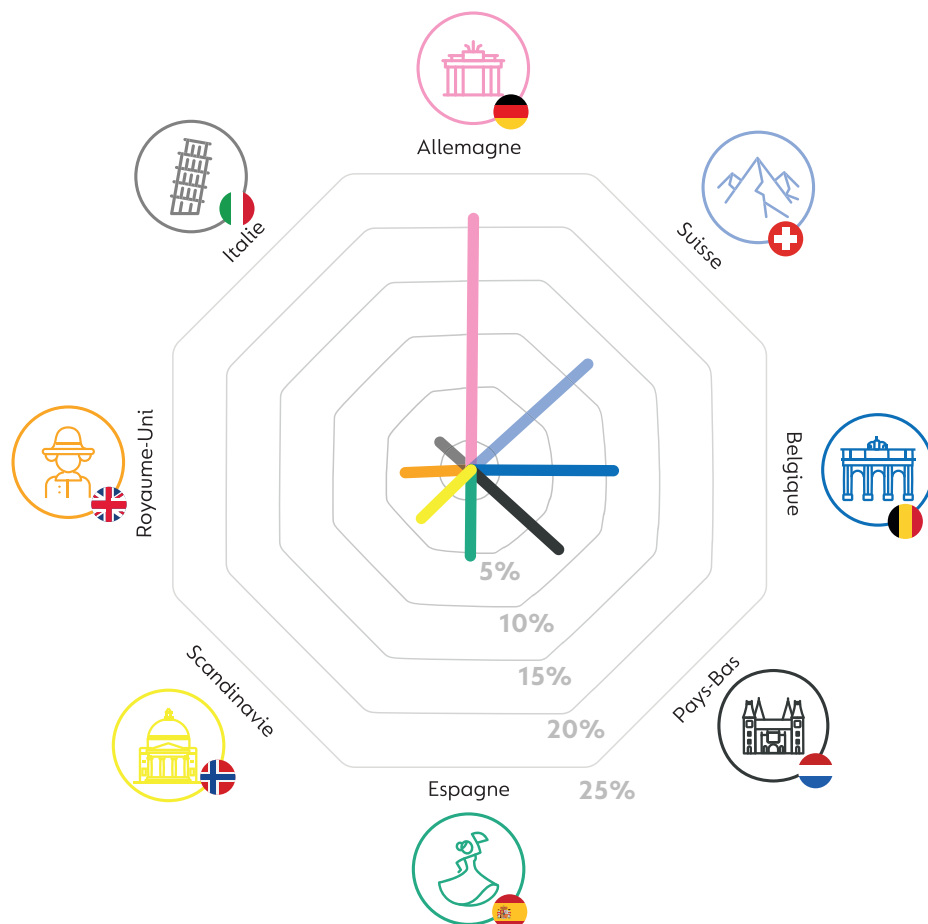 Allemagne
Italie
Suisse
Royaume-Uni
Belgique
5%
10%
15%
20%
25%
Scandinavie
Pays-Bas
Espagne